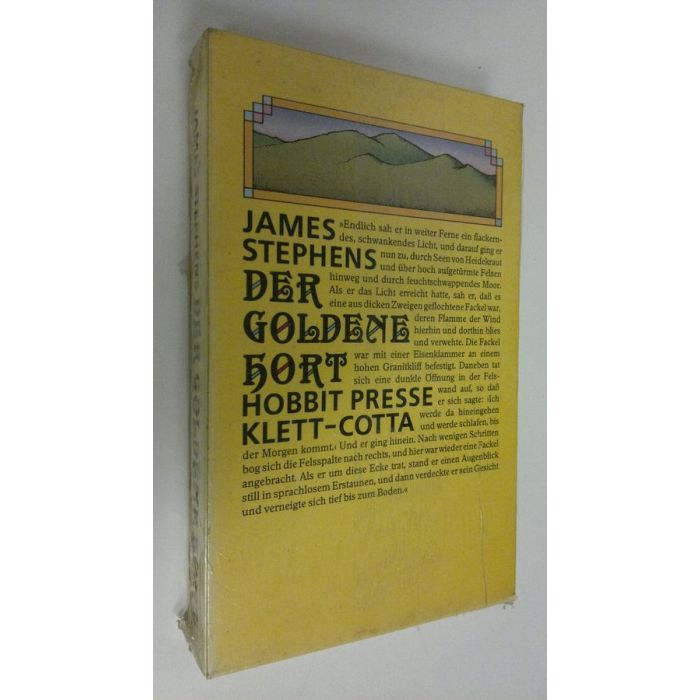 JAMES STEPHENS
DER GOLDENE HORT
HOBBIT PRESSE
KLETT-COTTA
»Endlich sah er in weiter Ferne ein flackern-
des, schwankendes Licht, und darauf ging er
nun zu, durch Seen von Heidekraut
und über hoch aufgetürmte Felsen
hinweg und durch feuchtschwappendes Moor.
Als er das Licht erreicht hatte, sah er, daß es
eine aus dicken Zweigen geflochtene Fackel war,
deren Flamme der Wind
hierhin und dorthin blies
und verwehte. Die Fackel
war mit einer Eisenklammer an einem
hohen Granitkliff befestigt. Daneben tat
sich eine dunkle Öffnung in der Fels-
wand auf, so daß
er sich sagte: ›Ich
werde da hineingehen
und werde schlafen, bis
der Morgen kommt.‹ Und er ging hinein. Nach wenigen Schritten
bog sich die Felsspalte nach rechts, und hier war wieder eine Fackel
angebracht. Als er um diese Ecke trat, stand er einen Augenblick
still in sprachlosem Erstaunen, und dann verdeckte er sein Gesicht
und verneigte sich tief bis zum Boden.«